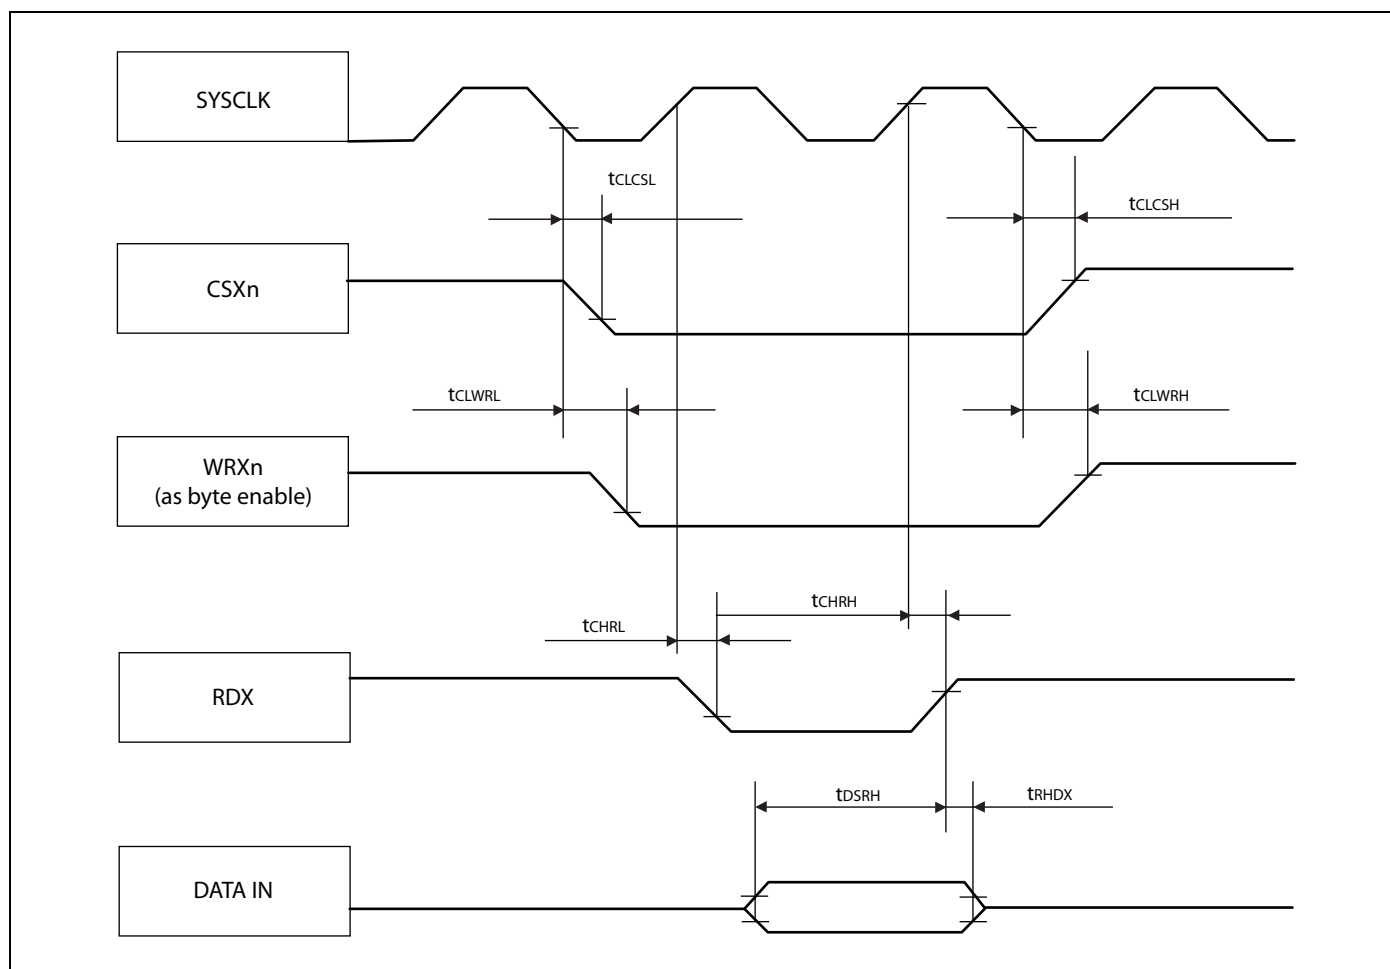 SYSCLK
tCLCSL
tCLCSH
CSXn
tCLWRL
tCLWRH
WRXn
(as byte enable)
tCHRH
tCHRL
RDX
tDSRH
tRHDX
DATA IN